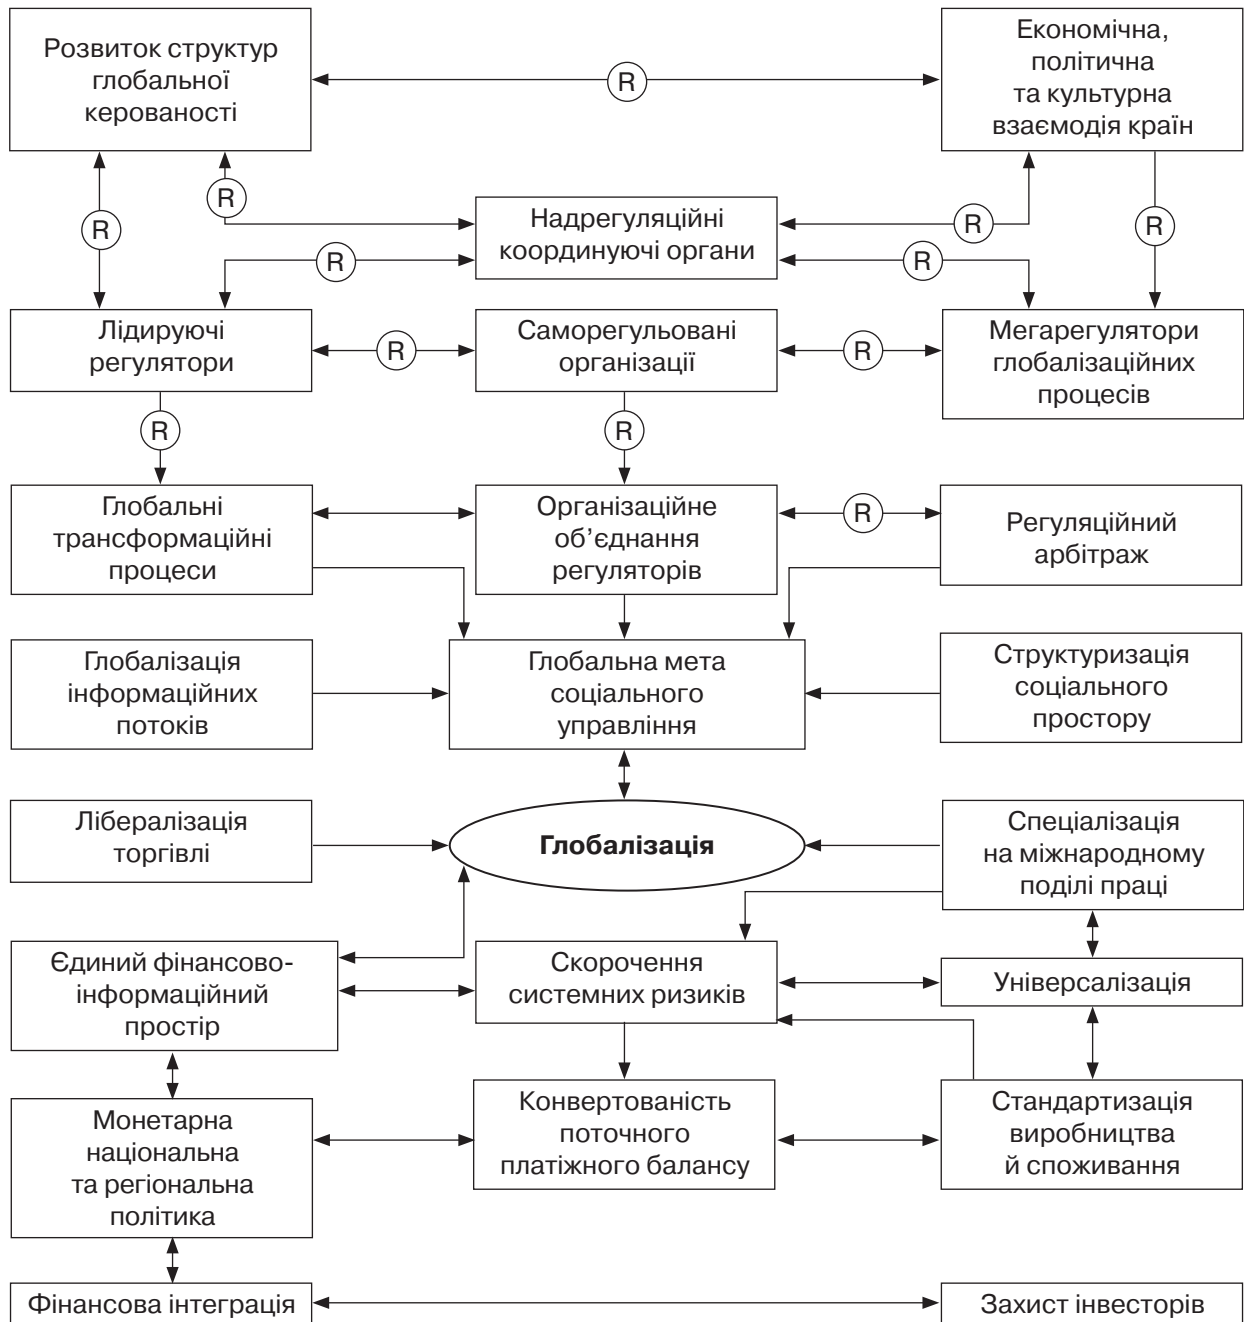 Розвиток структур
глобальної
керованості
R
Економічна,
політична
та культурна
взаємодія країн
R
R
Надрегуляційні
координуючі органи
R
R
R
R
Лідируючі
регулятори
R
Саморегульовані
організації
R
Мегарегулятори
глобалізаційних
процесів
R
R
Глобальні
трансформаційні
процеси
Організаційне
об’єднання
регуляторів
R
Регуляційний
арбітраж
Глобалізація
інформаційних
потоків
Глобальна мета
соціального
управління
Структуризація
соціального
простору
Лібералізація
торгівлі
Глобалізація
Спеціалізація
на міжнародному
поділі праці
Єдиний фінансово-
інформаційний
простір
Скорочення
системних ризиків
Універсалізація
Монетарна
національна
та регіональна
політика
Конвертованість
поточного
платіжного балансу
Стандартизація
виробництва
й споживання
Фінансова інтеграція
Захист інвесторів